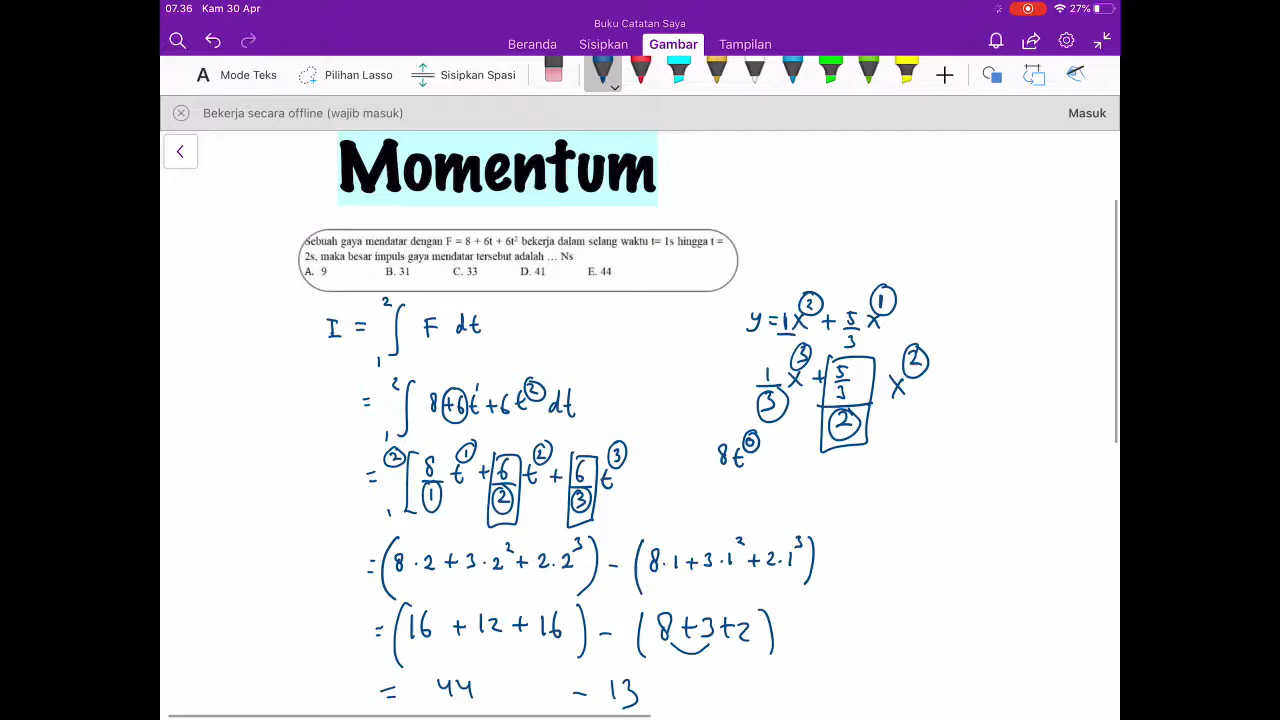 07.36 Kam 30 Apr
27%
Buku Catatan Saya
Beranda Sisipkan Gambar Tampilan
A Mode Teks Pilihan Lasso Sisipkan Spasi
Bekerja secara offline (wajib masuk) Masuk
Momentum
Sebuah gaya mendatar dengan F = 8 + 6t + 6t² bekerja dalam selang waktu t= 1s hingga t =
2s, maka besar impuls gaya mendatar tersebut adalah … Ns
A. 9 B. 31 C. 33 D. 41 E. 44
I = ∫₁² F dt
= ∫₁² 8+6t¹+6t² dt
= ₁²[ 8/1 t¹ + 6/2 t² + 6/3 t³
= (8·2 + 3·2² + 2·2³) - (8·1+3·1²+2·1³)
= (16 + 12 + 16) - (8+3+2)
= 44 - 13
y = 1x² + 5/3 x¹
1/3 x³ + 5/3/2 x²
8t⁰